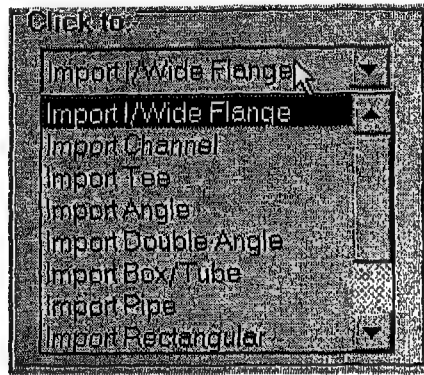 Click to:
Import I/Wide Flange
Import I/Wide Flange
Import Channel
Import Tee
Import Angle
Import Double Angle
Import Box/Tube
Import Pipe
Import Rectangular